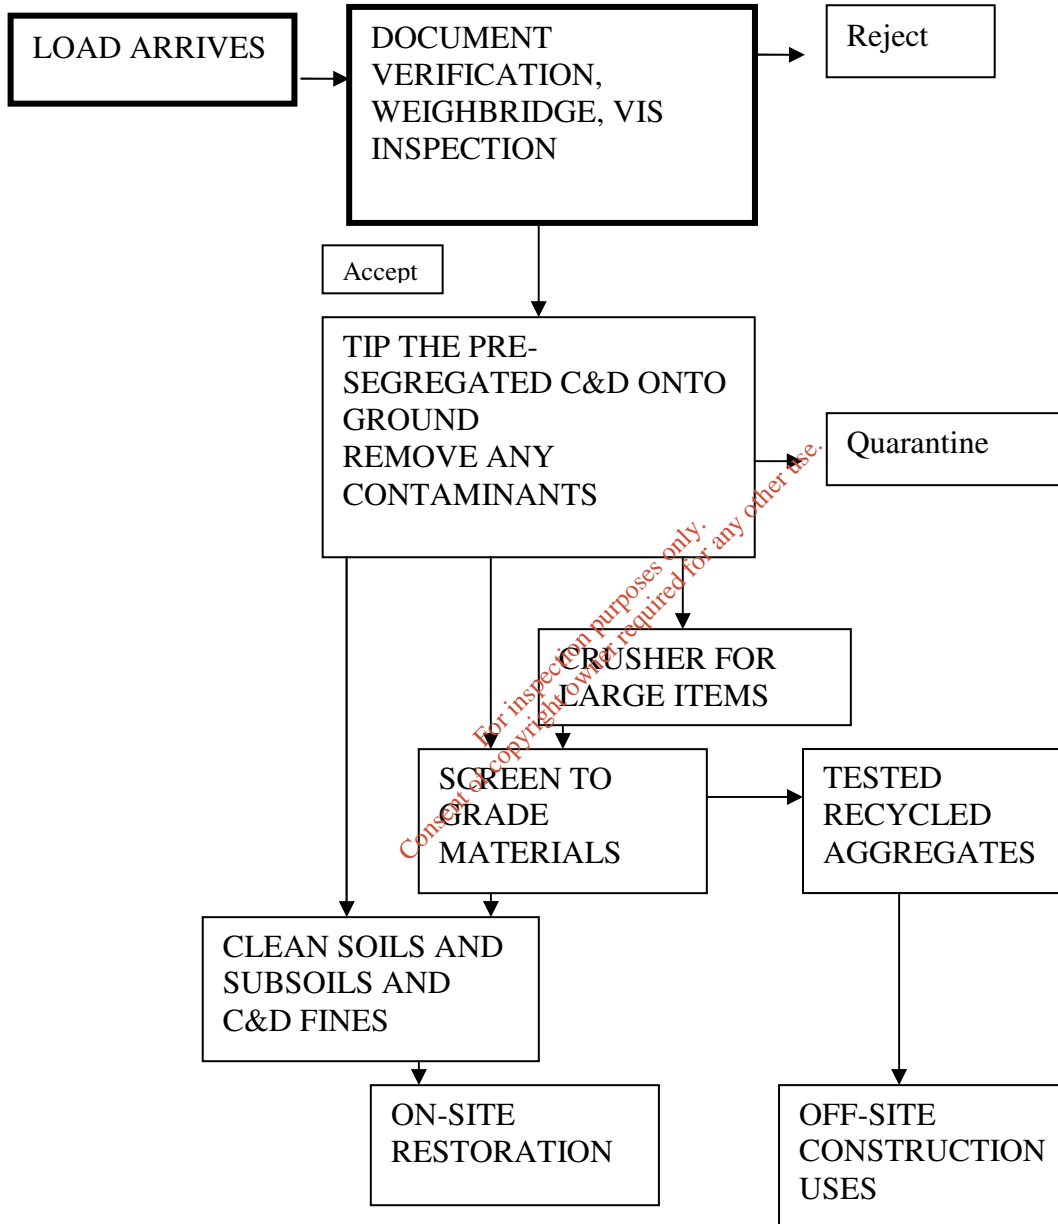 LOAD ARRIVES
DOCUMENT
VERIFICATION,
WEIGHBRIDGE, VIS
INSPECTION
Reject
Accept
TIP THE PRE-
SEGREGATED C&D ONTO
GROUND
REMOVE ANY
CONTAMINANTS
Quarantine
For inspection purposes only.
Consent of copyright owner required for any other use.
CRUSHER FOR
LARGE ITEMS
SCREEN TO
GRADE
MATERIALS
TESTED
RECYCLED
AGGREGATES
CLEAN SOILS AND
SUBSOILS AND
C&D FINES
ON-SITE
RESTORATION
OFF-SITE
CONSTRUCTION
USES